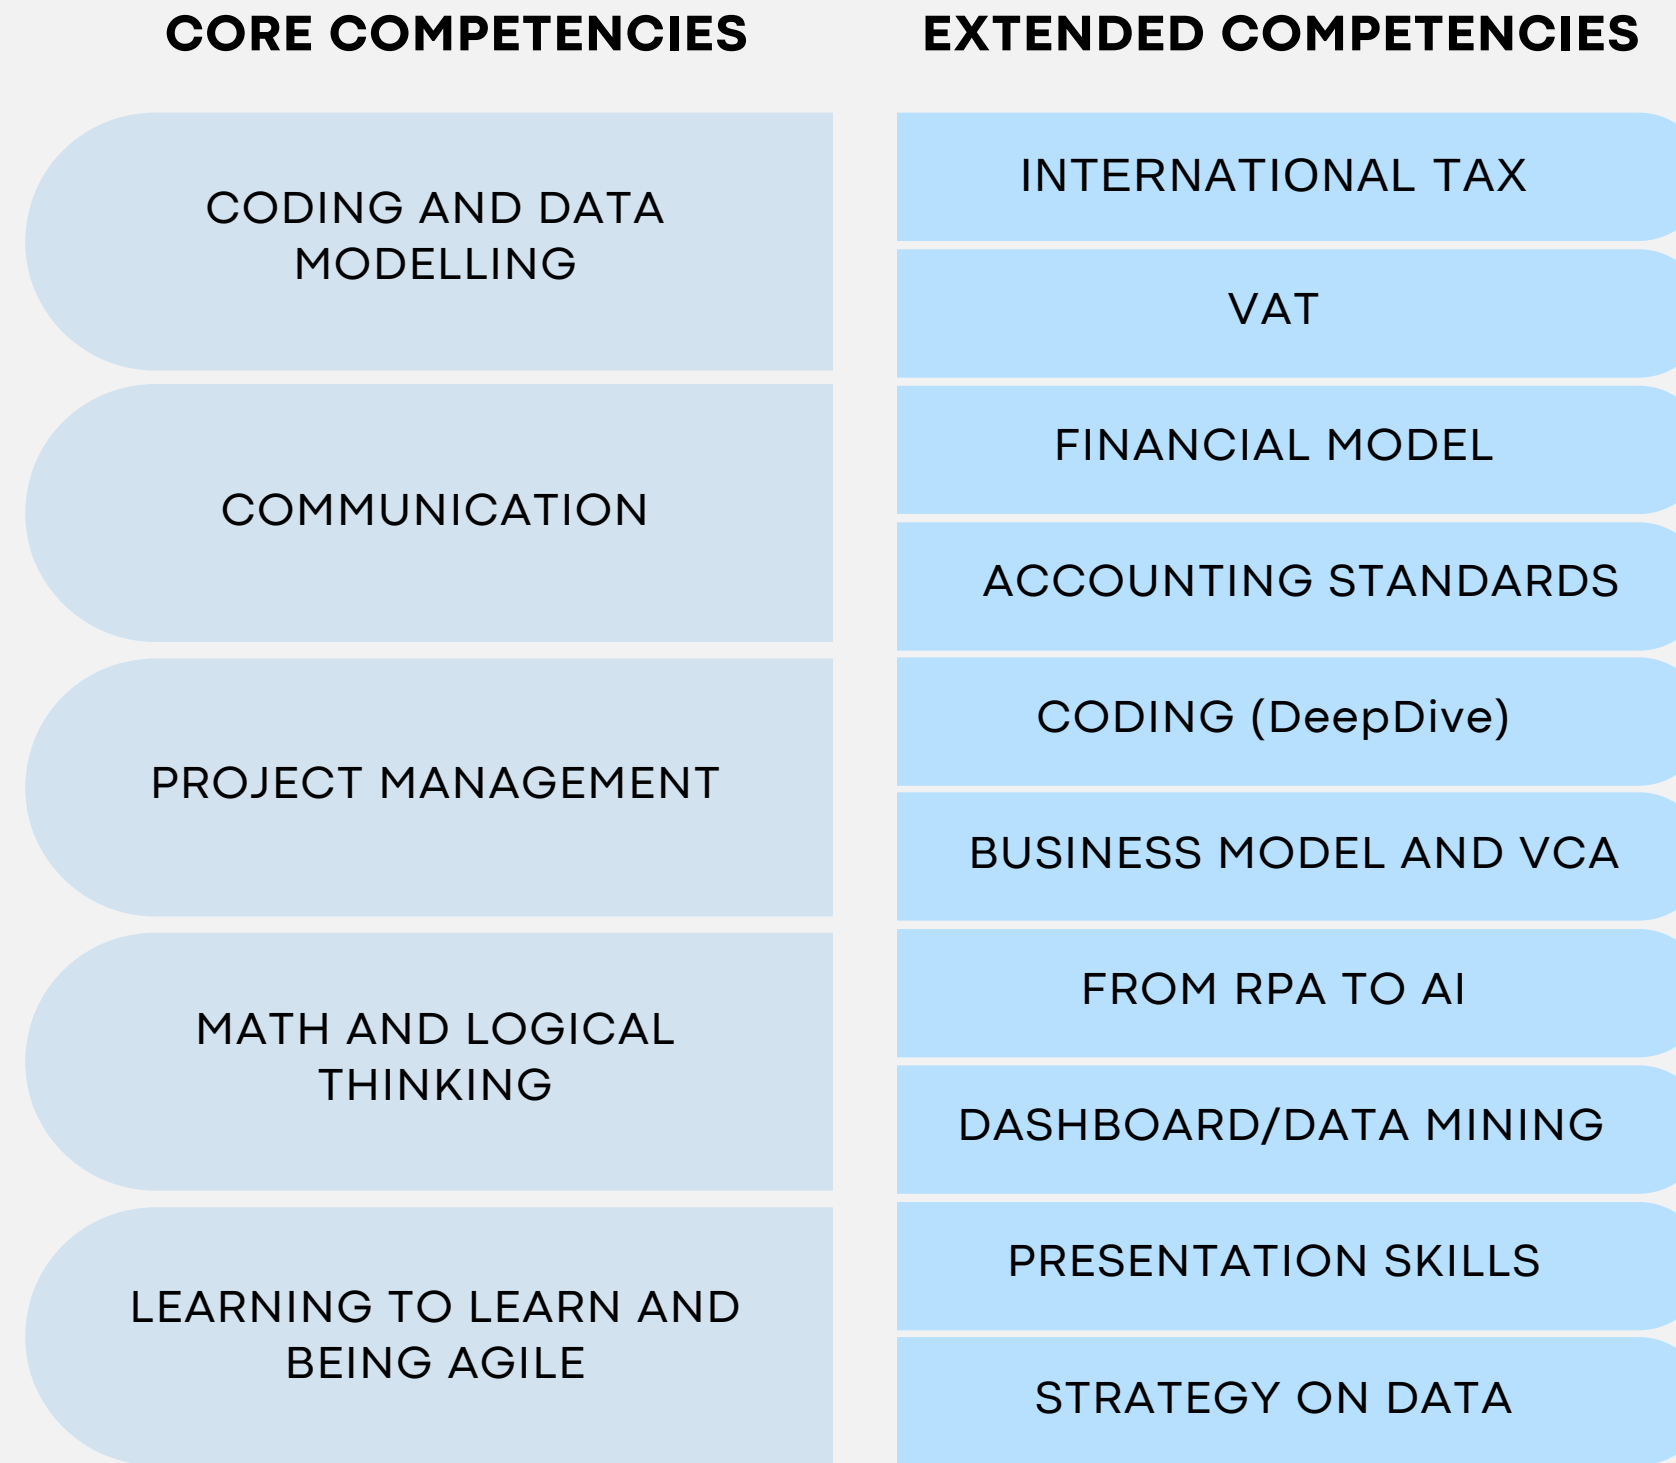 CORE COMPETENCIES
CODING AND DATA
MODELLING
COMMUNICATION
PROJECT MANAGEMENT
MATH AND LOGICAL
THINKING
LEARNING TO LEARN AND
BEING AGILE
EXTENDED COMPETENCIES
INTERNATIONAL TAX
VAT
FINANCIAL MODEL
ACCOUNTING STANDARDS
CODING (DeepDive)
BUSINESS MODEL AND VCA
FROM RPA TO AI
DASHBOARD/DATA MINING
PRESENTATION SKILLS
STRATEGY ON DATA